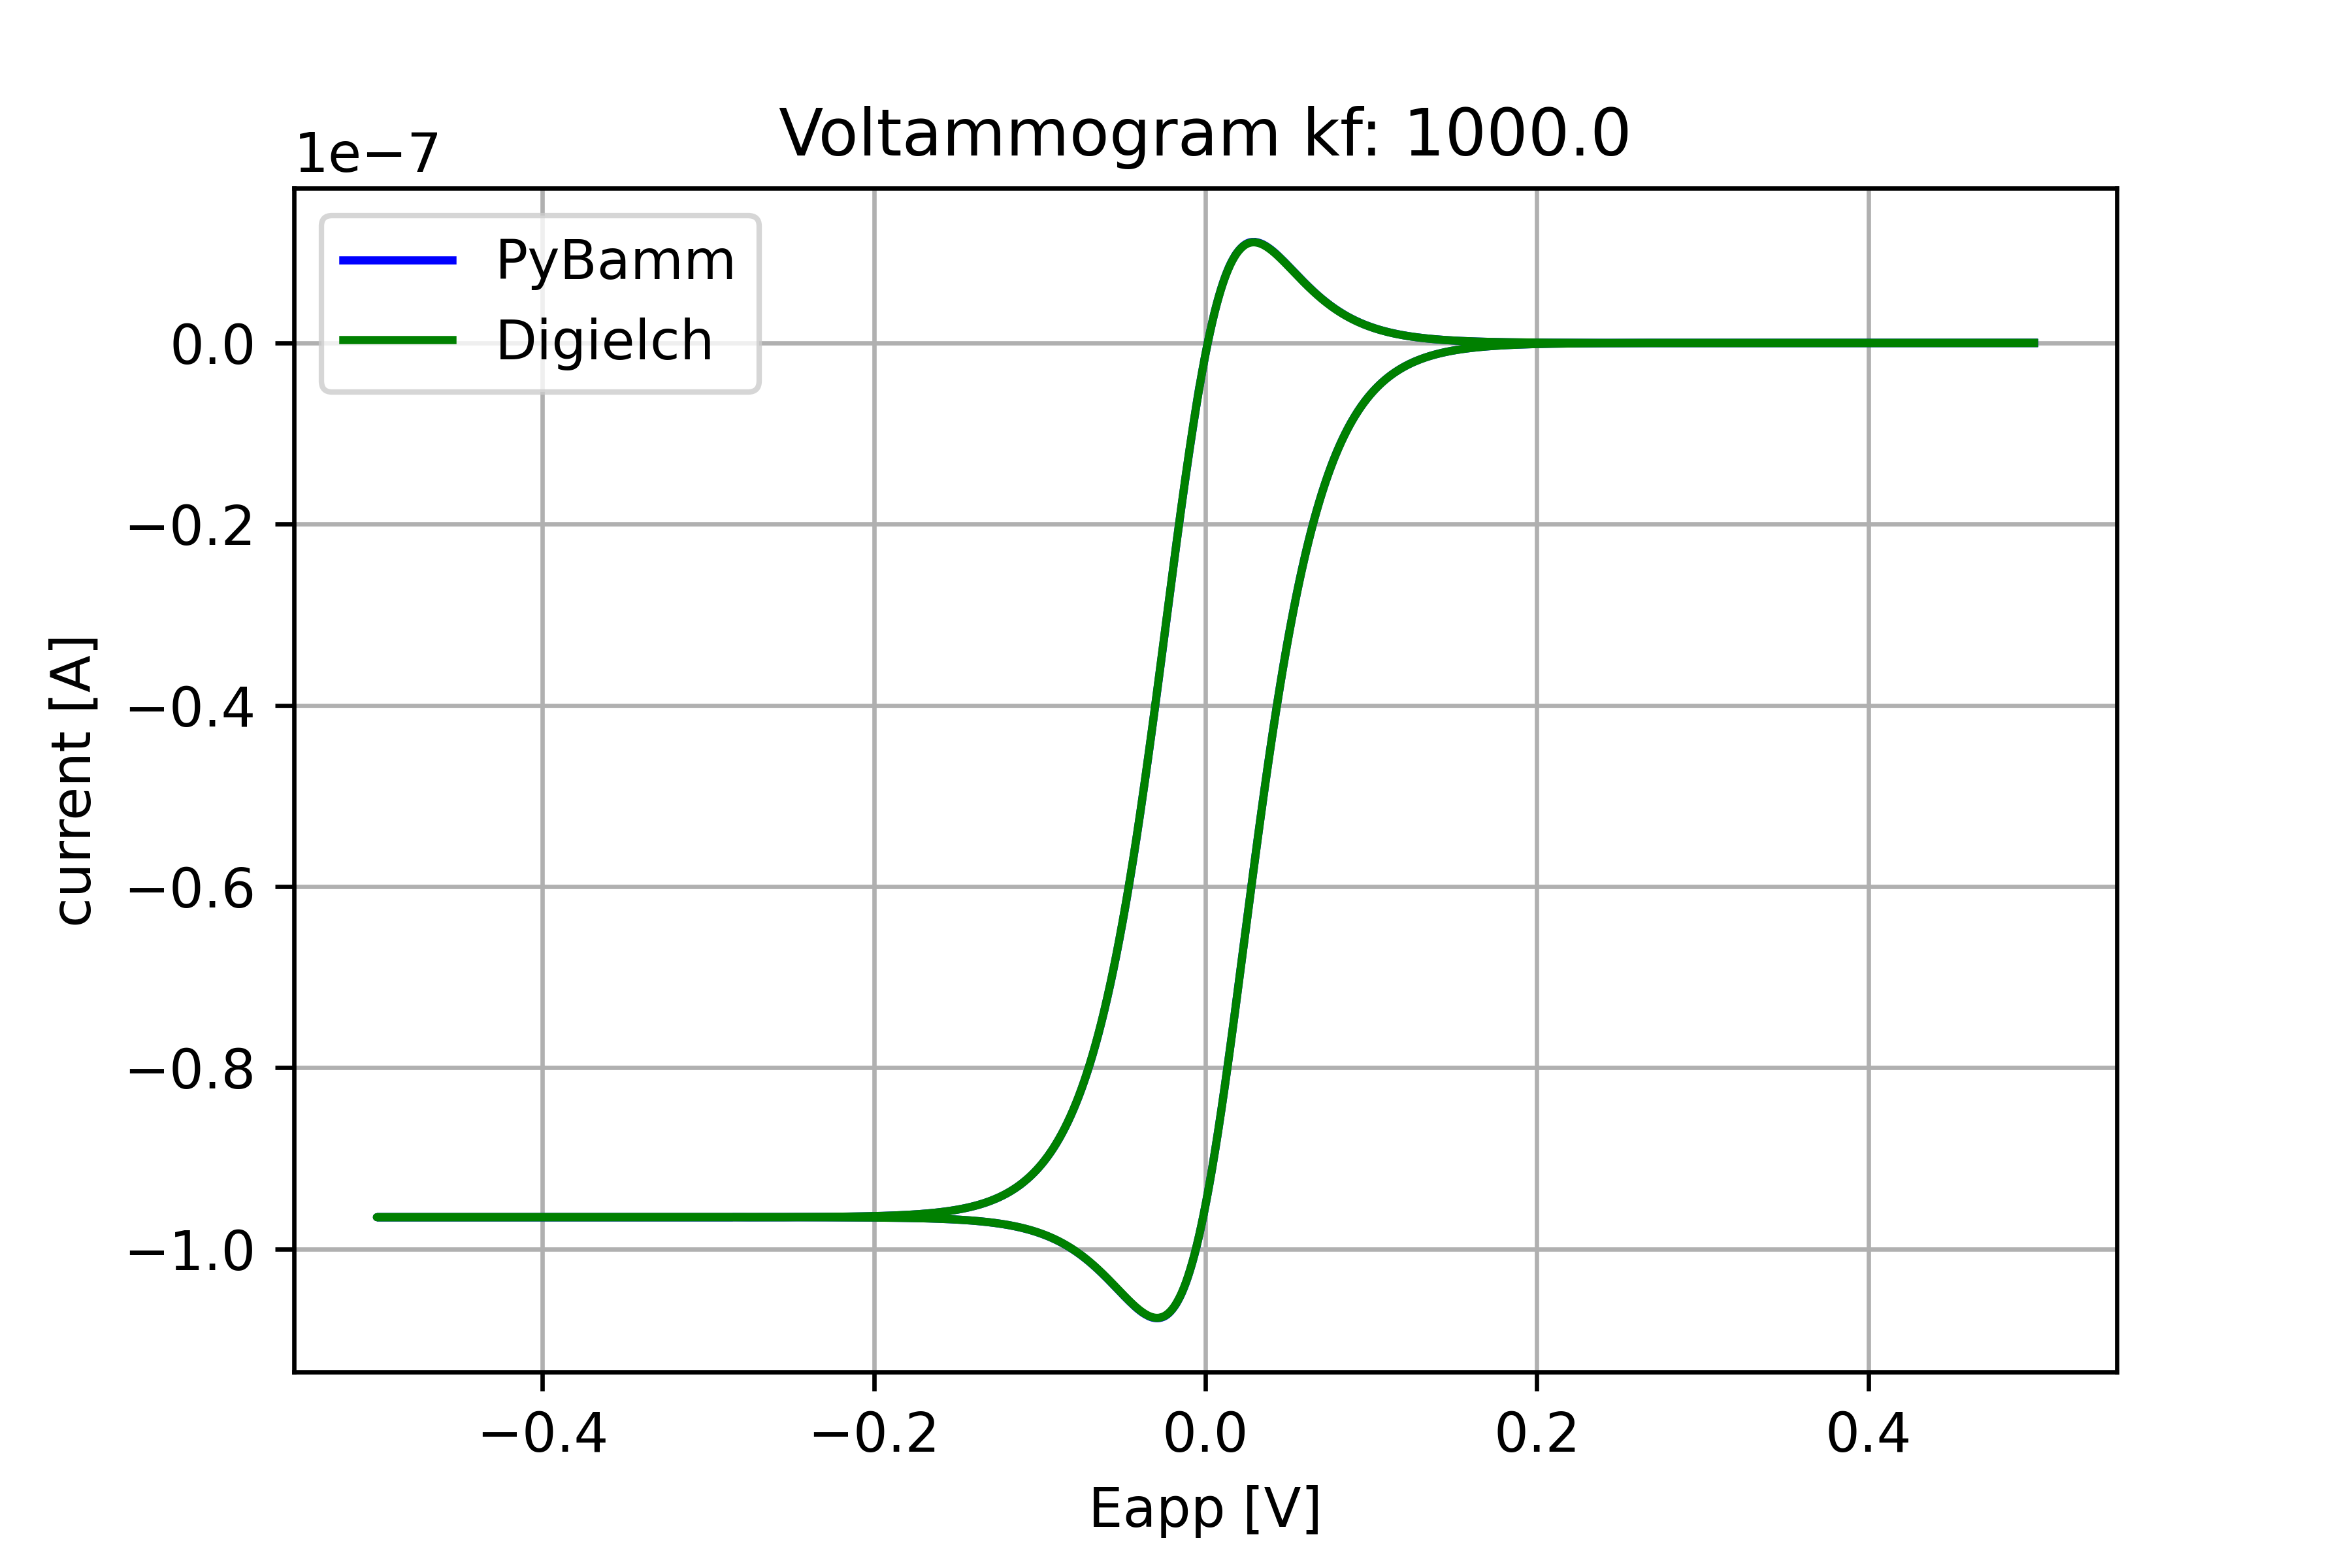 Voltammogram kf: 1000.0
1e−7
PyBamm
Digielch
0.0
−0.2
−0.4
−0.6
−0.8
−1.0
current [A]
−0.4 −0.2 0.0 0.2 0.4
Eapp [V]